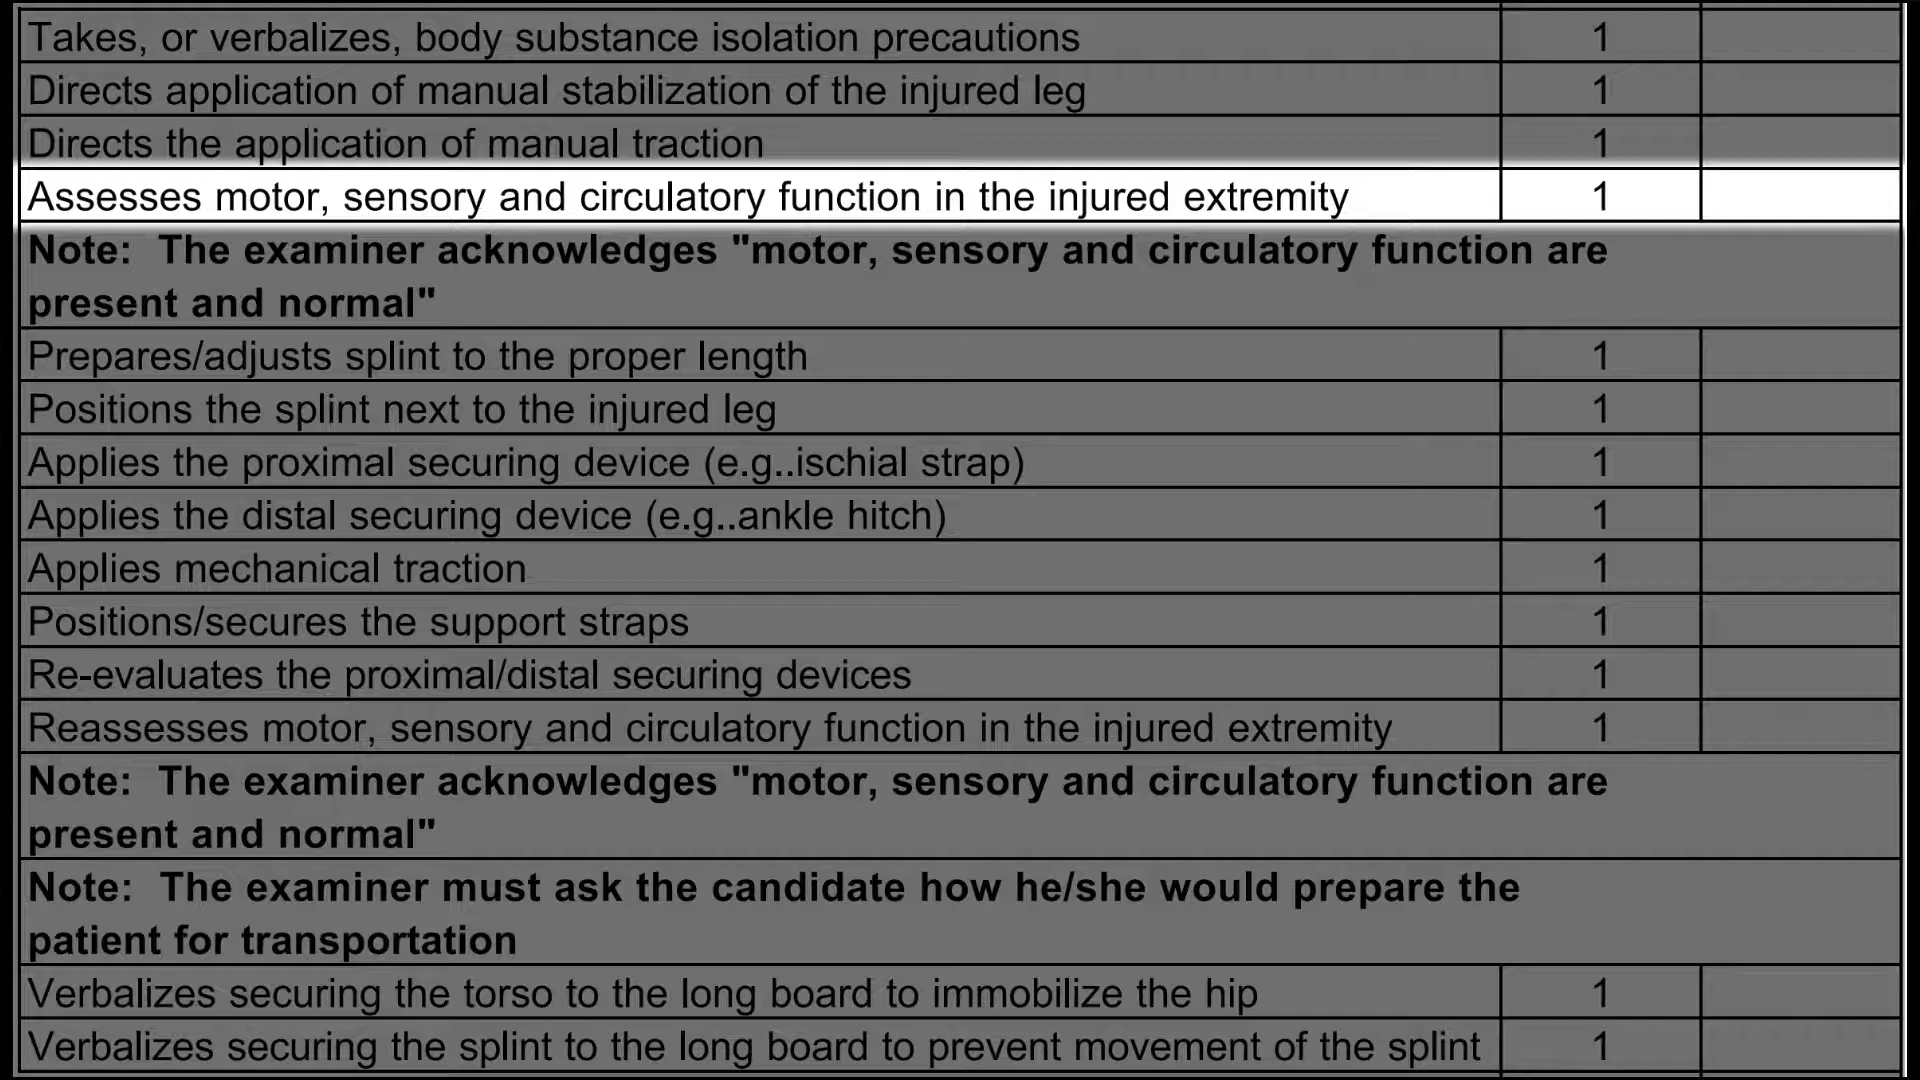 Takes, or verbalizes, body substance isolation precautions 1
Directs application of manual stabilization of the injured leg 1
Directs the application of manual traction 1
Assesses motor, sensory and circulatory function in the injured extremity 1
Note: The examiner acknowledges "motor, sensory and circulatory function are
present and normal"
Prepares/adjusts splint to the proper length 1
Positions the splint next to the injured leg 1
Applies the proximal securing device (e.g..ischial strap) 1
Applies the distal securing device (e.g..ankle hitch) 1
Applies mechanical traction 1
Positions/secures the support straps 1
Re-evaluates the proximal/distal securing devices 1
Reassesses motor, sensory and circulatory function in the injured extremity 1
Note: The examiner acknowledges "motor, sensory and circulatory function are
present and normal"
Note: The examiner must ask the candidate how he/she would prepare the
patient for transportation
Verbalizes securing the torso to the long board to immobilize the hip 1
Verbalizes securing the splint to the long board to prevent movement of the splint 1